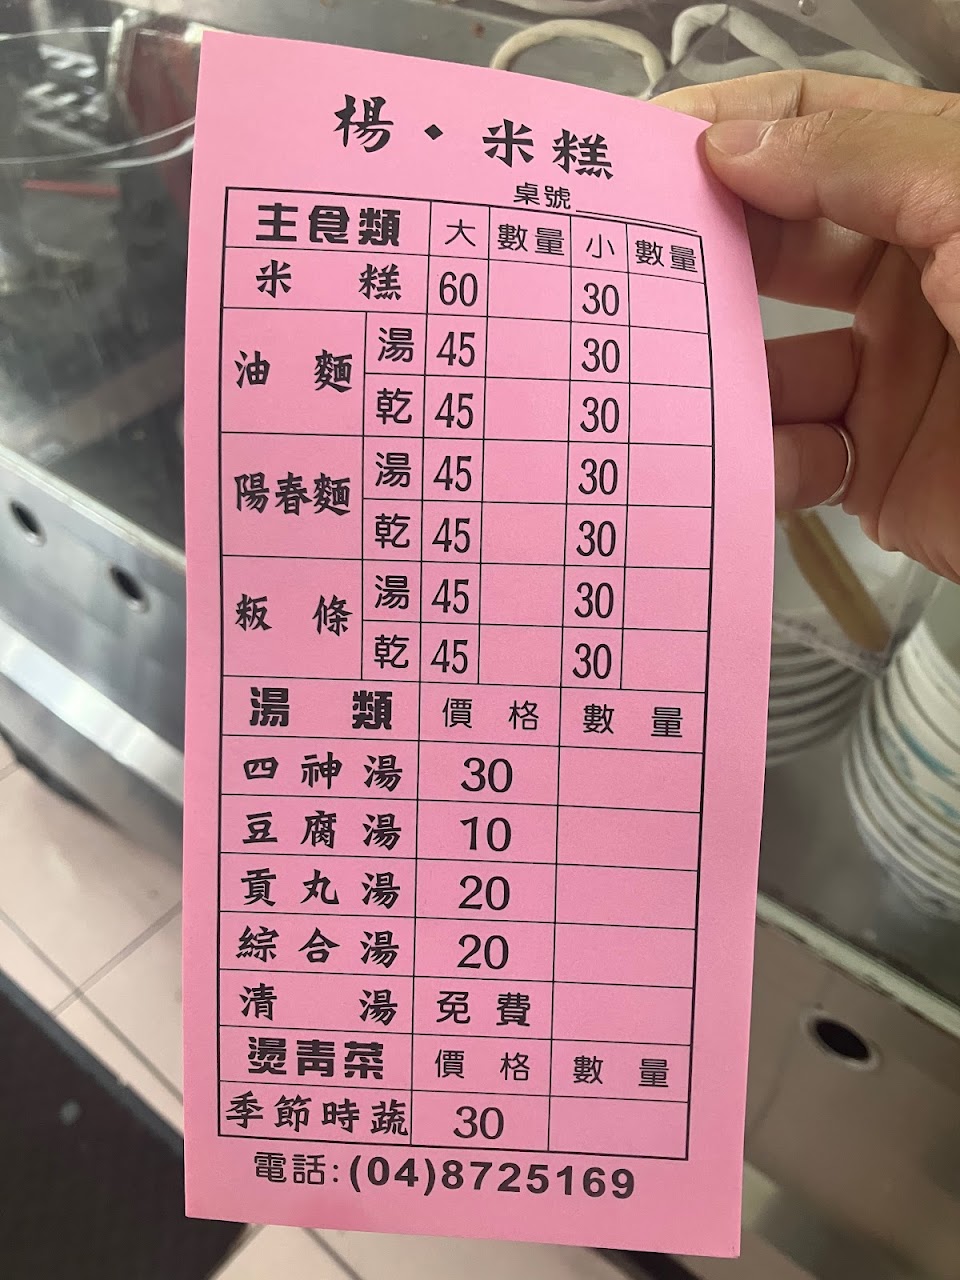 楊・米糕
桌號
主食類 大 數量 小 數量
米糕 60 30
油麵 湯 45 30
乾 45 30
陽春麵 湯 45 30
乾 45 30
粄條 湯 45 30
乾 45 30
湯類 價格 數量
四神湯 30
豆腐湯 10
貢丸湯 20
綜合湯 20
清湯 免費
燙青菜 價格 數量
季節時蔬 30
電話:(04)8725169